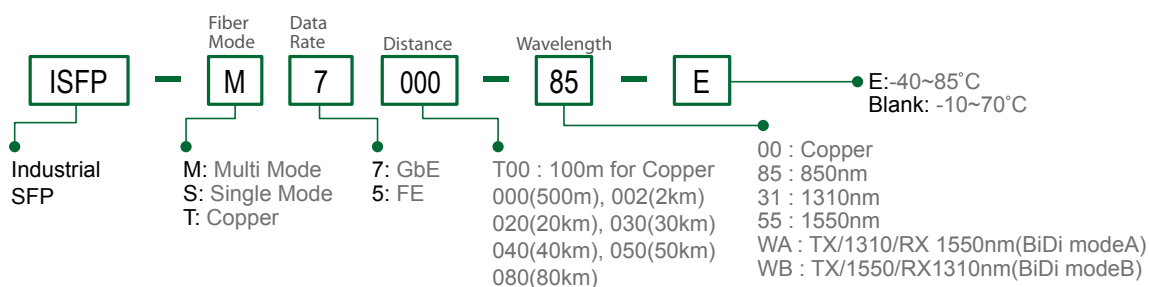 Fiber
Mode
Data
Rate
Distance
Wavelength
ISFP - M 7 000 - 85 - E
E:-40~85˚C
Blank: -10~70˚C
Industrial
SFP
M: Multi Mode
S: Single Mode
T: Copper
7: GbE
5: FE
T00 : 100m for Copper
000(500m), 002(2km)
020(20km), 030(30km)
040(40km), 050(50km)
080(80km)
00 : Copper
85 : 850nm
31 : 1310nm
55 : 1550nm
WA : TX/1310/RX 1550nm(BiDi modeA)
WB : TX/1550/RX1310nm(BiDi modeB)